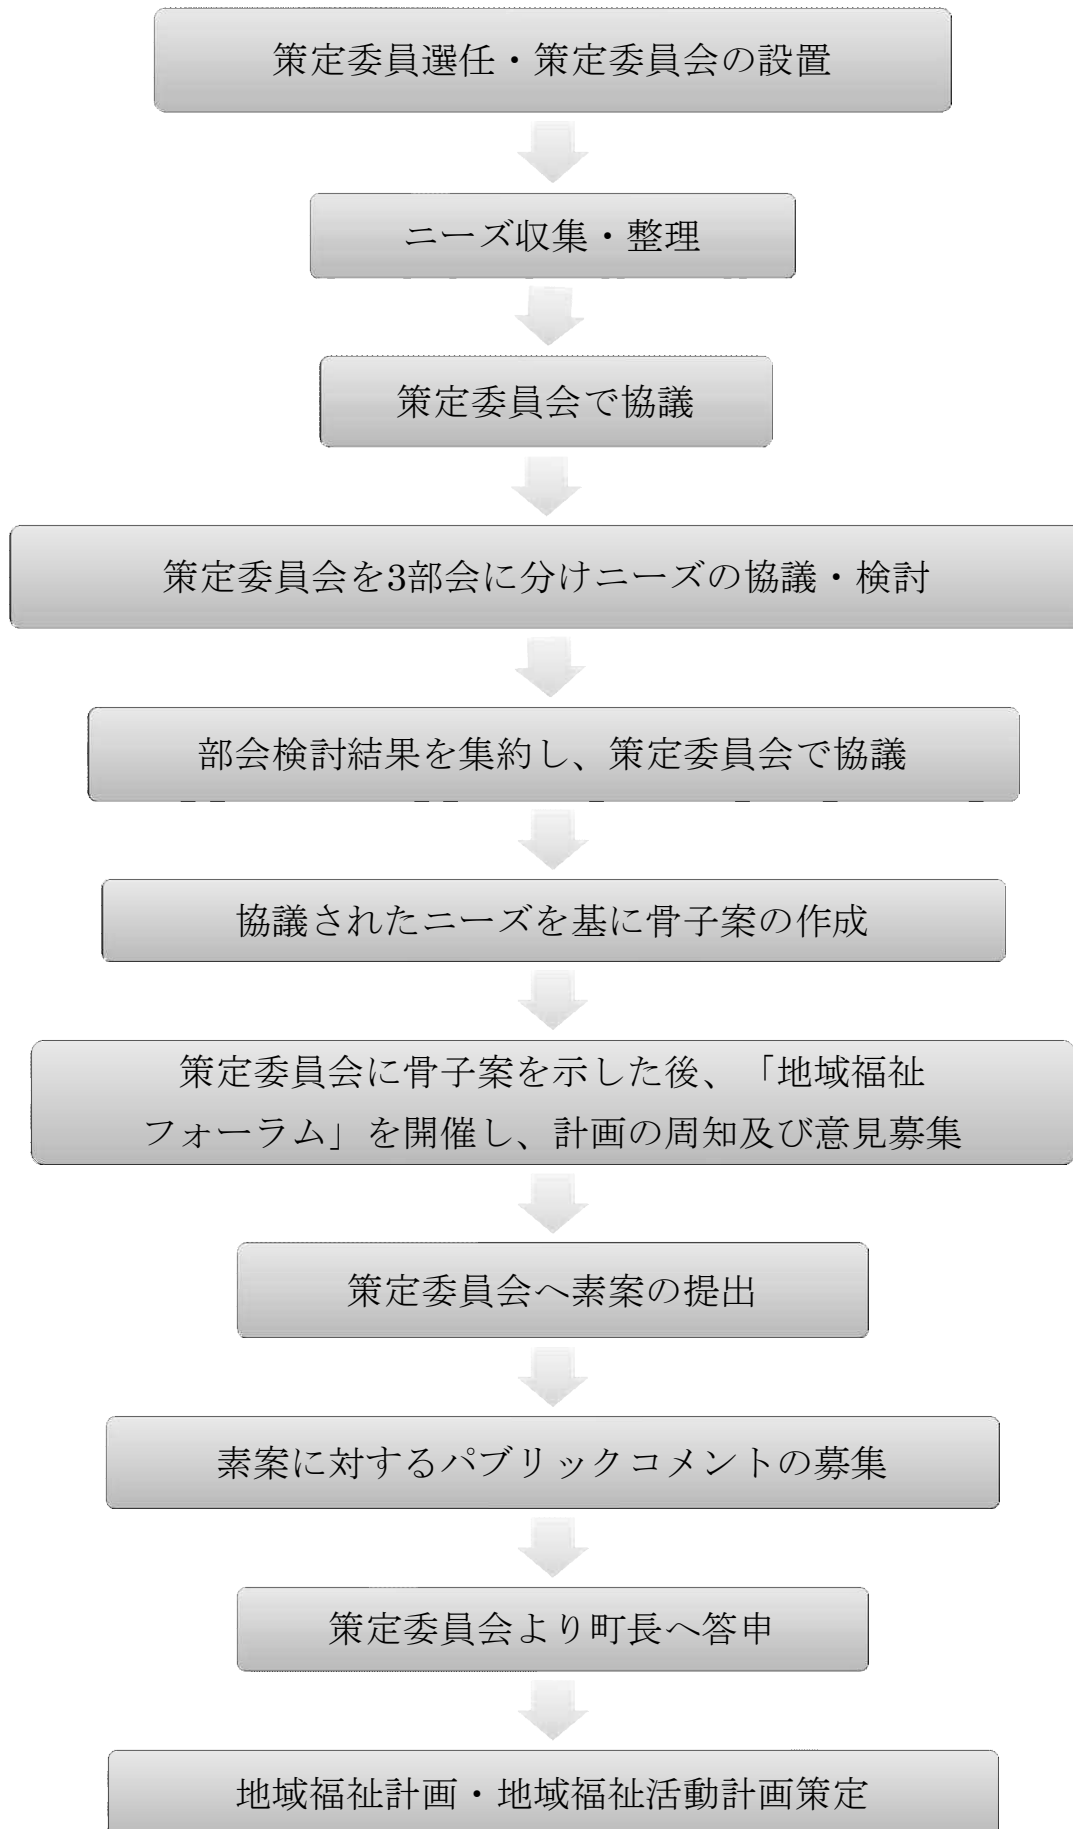 策定委員選任・策定委員会の設置
ニーズ収集・整理
策定委員会で協議
策定委員会を3部会に分けニーズの協議・検討
部会検討結果を集約し、策定委員会で協議
協議されたニーズを基に骨子案の作成
策定委員会に骨子案を示した後、「地域福祉
フォーラム」を開催し、計画の周知及び意見募集
策定委員会へ素案の提出
素案に対するパブリックコメントの募集
策定委員会より町長へ答申
地域福祉計画・地域福祉活動計画策定